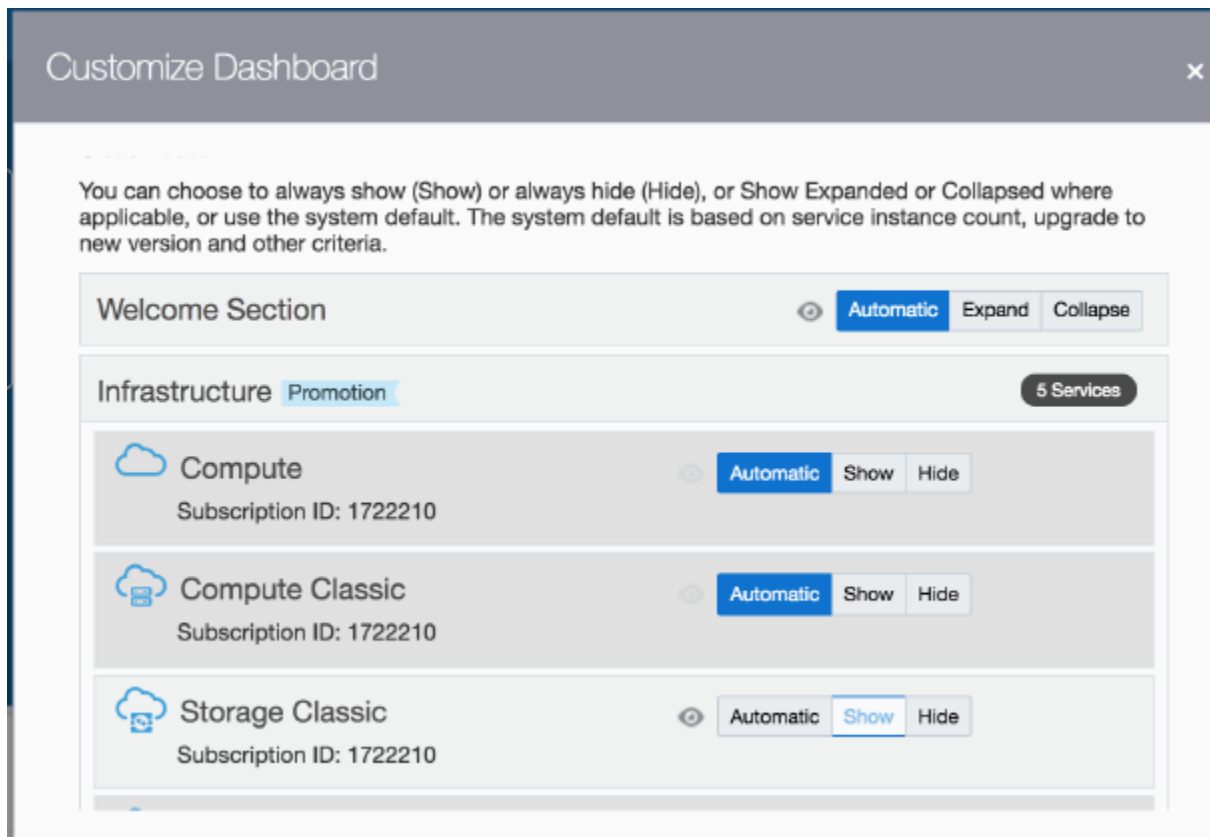 Customize Dashboard ×
You can choose to always show (Show) or always hide (Hide), or Show Expanded or Collapsed where
applicable, or use the system default. The system default is based on service instance count, upgrade to
new version and other criteria.
Welcome Section Automatic Expand Collapse
Infrastructure Promotion 5 Services
Compute Automatic Show Hide
Subscription ID: 1722210
Compute Classic Automatic Show Hide
Subscription ID: 1722210
Storage Classic Automatic Show Hide
Subscription ID: 1722210